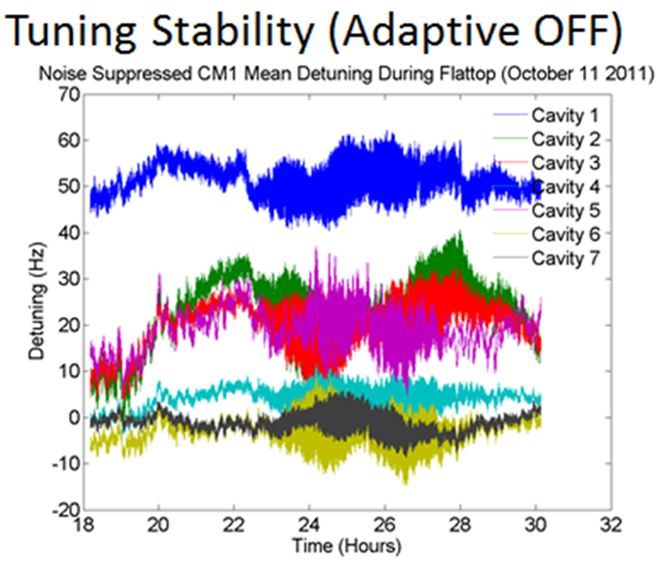 Tuning Stability (Adaptive OFF)
Noise Suppressed CM1 Mean Detuning During Flattop (October 11 2011)
70
60
50
40
30
20
10
0
-10
-20
Detuning (Hz)
Cavity 1
Cavity 2
Cavity 3
Cavity 4
Cavity 5
Cavity 6
Cavity 7
18 20 22 24 26 28 30 32
Time (Hours)